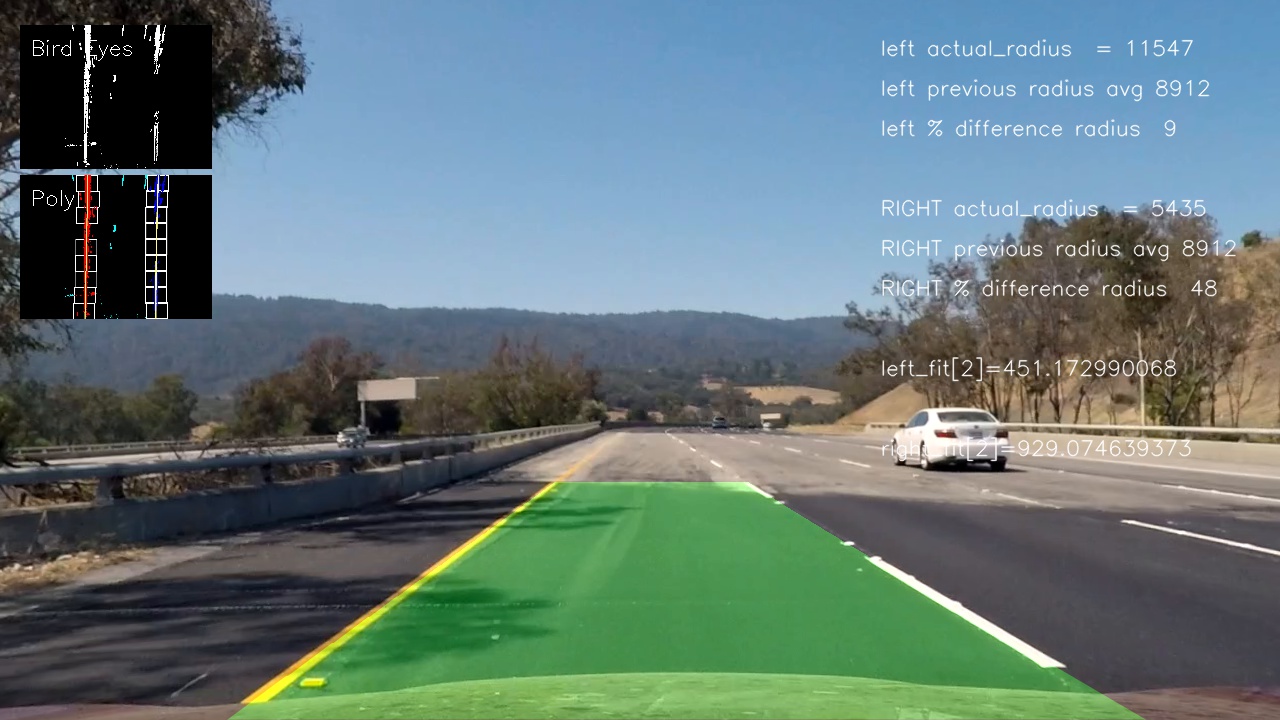 Bird Eyes
Poly
left actual_radius = 11547
left previous radius avg 8912
left % difference radius 9
RIGHT actual_radius = 5435
RIGHT previous radius avg 8912
RIGHT % difference radius 48
left_fit[2]=451.172990068
right_fit[2]=929.074639373